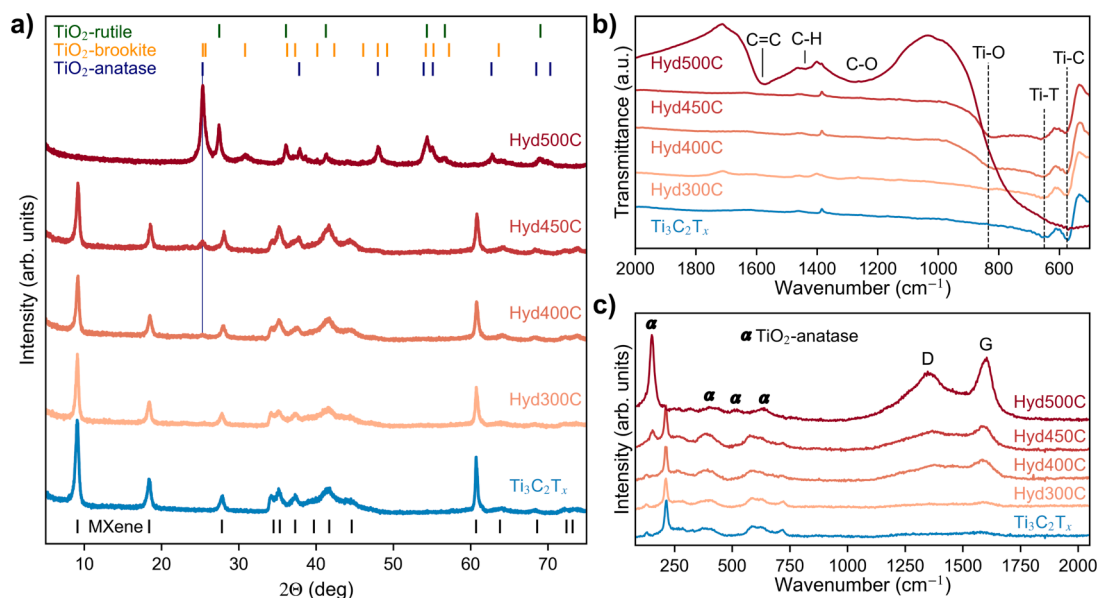 a)
TiO₂-rutile
TiO₂-brookite
TiO₂-anatase
Hyd500C
Hyd450C
Hyd400C
Hyd300C
Ti₃C₂Tₓ
MXene
10 20 30 40 50 60 70
2Θ (deg)
Intensity (arb. units)
b)
C=C
C-H
C-O
Ti-O
Ti-C
Ti-T
Hyd500C
Hyd450C
Hyd400C
Hyd300C
Ti₃C₂Tₓ
2000 1800 1600 1400 1200 1000 800 600
Wavenumber (cm⁻¹)
Transmittance (a.u.)
c)
α
α TiO₂-anatase
D
G
α α α
Hyd500C
Hyd450C
Hyd400C
Hyd300C
Ti₃C₂Tₓ
250 500 750 1000 1250 1500 1750 2000
Wavenumber (cm⁻¹)
Intensity (arb. units)